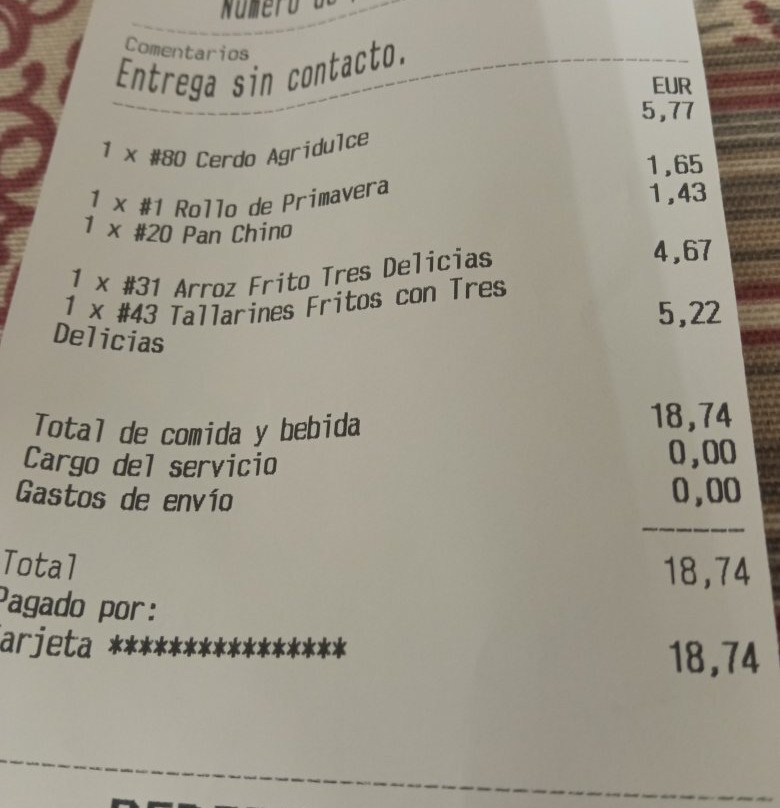 Número
Comentarios
Entrega sin contacto.
EUR
1 x #80 Cerdo Agridulce 5,77
1 x #1 Rollo de Primavera 1,65
1 x #20 Pan Chino 1,43
1 x #31 Arroz Frito Tres Delicias 4,67
1 x #43 Tallarines Fritos con Tres 5,22
Delicias
Total de comida y bebida 18,74
Cargo del servicio 0,00
Gastos de envío 0,00
Total 18,74
Pagado por:
arjeta **************** 18,74